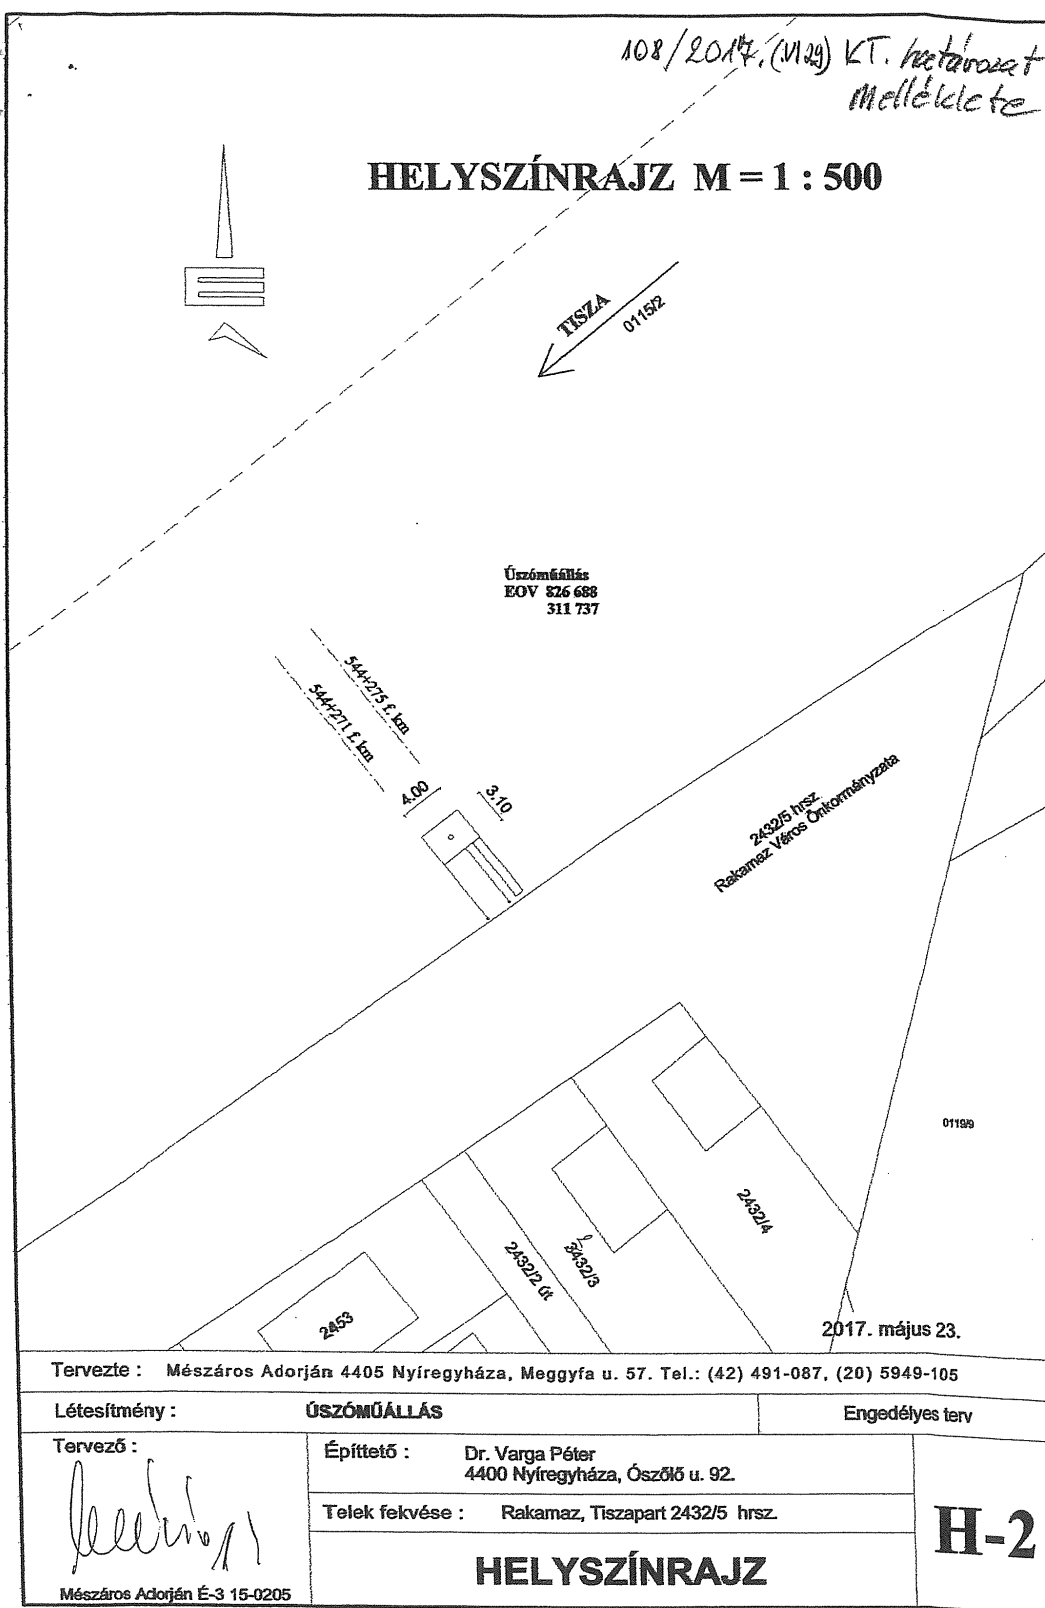 108/2017. (VI.29) KT. határozat
Melléklete
HELYSZÍNRAJZ M = 1 : 500
TISZA
0115/2
Úszóműállás
EOV 826 688
311 737
544+275 f. km
544+271 f. km
4.00
3.10
2432/5 hrsz.
Rakamaz Város Önkormányzata
0119/9
2432/4
2432/3
2432/2 út
2453
2017. május 23.
Tervezte : Mészáros Adorján 4405 Nyíregyháza, Meggyfa u. 57. Tel.: (42) 491-087, (20) 5949-105
Létesítmény : ÚSZÓMŰÁLLÁS Engedélyes terv
Tervező :
Építtető : Dr. Varga Péter
4400 Nyíregyháza, Ószőlő u. 92.
Telek fekvése : Rakamaz, Tiszapart 2432/5 hrsz.
H-2
HELYSZÍNRAJZ
Mészáros Adorján É-3 15-0205